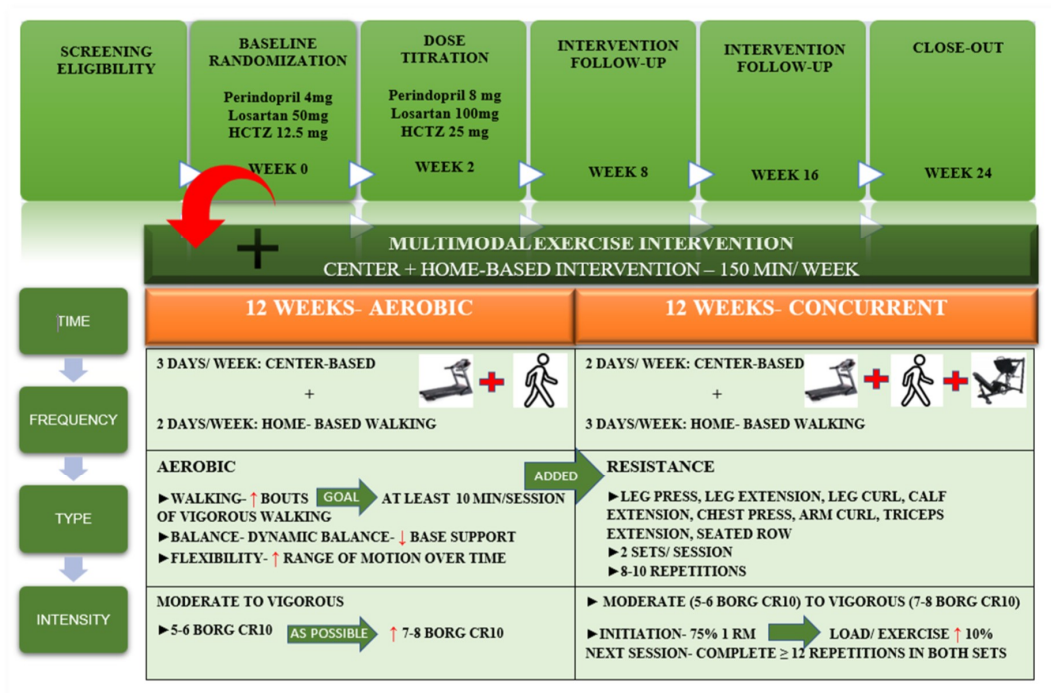 SCREENING
ELIGIBILITY
BASELINE
RANDOMIZATION
Perindopril 4mg
Losartan 50mg
HCTZ 12.5 mg
WEEK 0
DOSE
TITRATION
Perindopril 8 mg
Losartan 100mg
HCTZ 25 mg
WEEK 2
INTERVENTION
FOLLOW-UP
WEEK 8
INTERVENTION
FOLLOW-UP
WEEK 16
CLOSE-OUT
WEEK 24
+
MULTIMODAL EXERCISE INTERVENTION
CENTER + HOME-BASED INTERVENTION – 150 MIN/ WEEK
TIME
12 WEEKS- AEROBIC
12 WEEKS- CONCURRENT
FREQUENCY
3 DAYS/ WEEK: CENTER-BASED
+
2 DAYS/WEEK: HOME- BASED WALKING
2 DAYS/ WEEK: CENTER-BASED
+
3 DAYS/WEEK: HOME- BASED WALKING
TYPE
AEROBIC
►WALKING- ↑ BOUTS GOAL AT LEAST 10 MIN/SESSION
OF VIGOROUS WALKING
►BALANCE- DYNAMIC BALANCE- ↓ BASE SUPPORT
►FLEXIBILITY- ↑ RANGE OF MOTION OVER TIME
ADDED
RESISTANCE
►LEG PRESS, LEG EXTENSION, LEG CURL, CALF
EXTENSION, CHEST PRESS, ARM CURL, TRICEPS
EXTENSION, SEATED ROW
►2 SETS/ SESSION
►8-10 REPETITIONS
INTENSITY
MODERATE TO VIGOROUS
►5-6 BORG CR10 AS POSSIBLE ↑ 7-8 BORG CR10
► MODERATE (5-6 BORG CR10) TO VIGOROUS (7-8 BORG CR10)
►INITIATION- 75% 1 RM LOAD/ EXERCISE ↑ 10%
NEXT SESSION- COMPLETE ≥ 12 REPETITIONS IN BOTH SETS